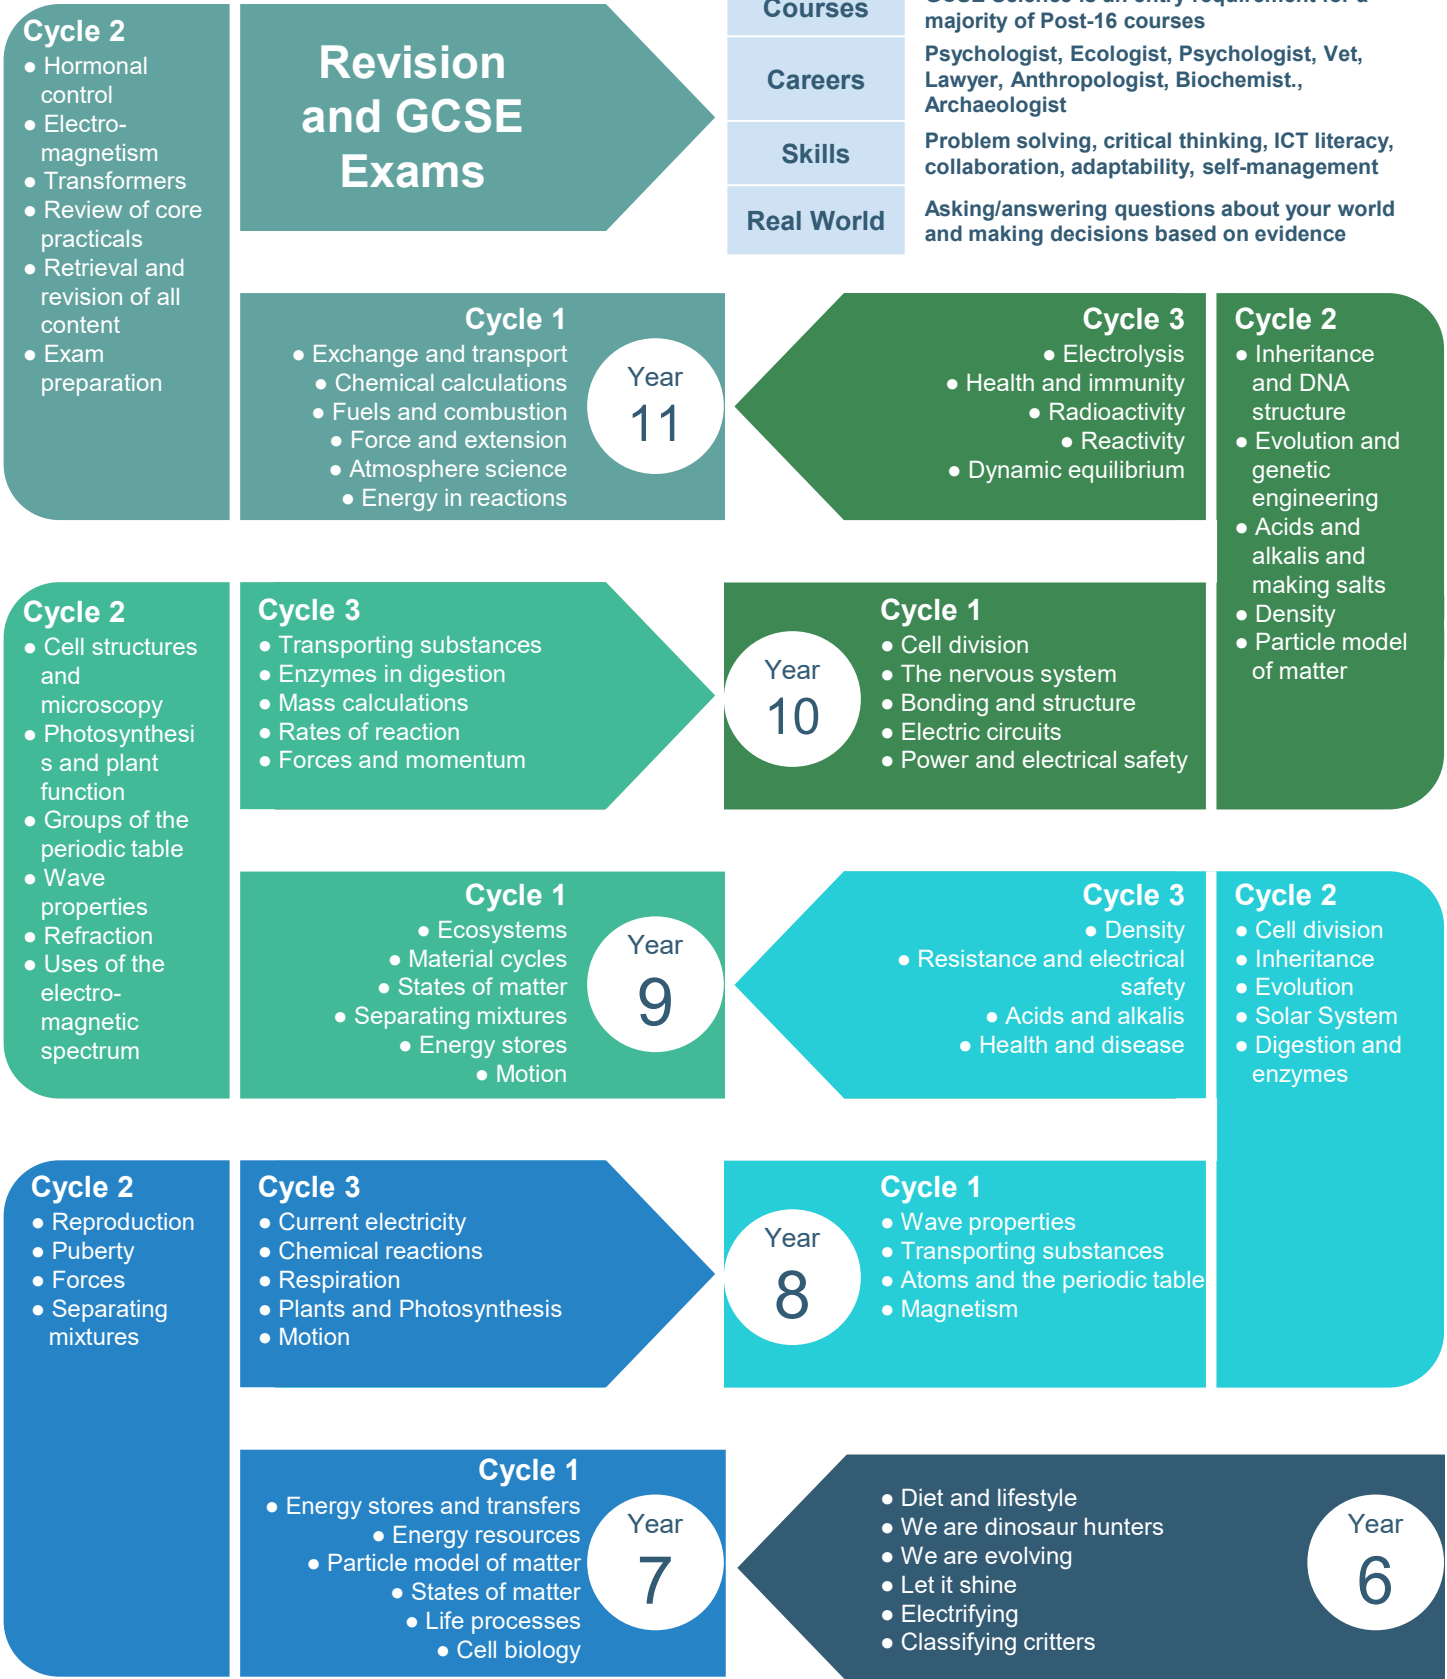 Cycle 2
● Hormonal
control
● Electro-
magnetism
● Transformers
● Review of core
practicals
● Retrieval and
revision of all
content
● Exam
preparation
Revision
and GCSE
Exams
Courses
GCSE Science is an entry requirement for a
majority of Post-16 courses
Careers
Psychologist, Ecologist, Psychologist, Vet,
Lawyer, Anthropologist, Biochemist.,
Archaeologist
Skills
Problem solving, critical thinking, ICT literacy,
collaboration, adaptability, self-management
Real World
Asking/answering questions about your world
and making decisions based on evidence
Cycle 1
● Exchange and transport
● Chemical calculations
● Fuels and combustion
● Force and extension
● Atmosphere science
● Energy in reactions
Year
11
Cycle 3
● Electrolysis
● Health and immunity
● Radioactivity
● Reactivity
● Dynamic equilibrium
Cycle 2
● Inheritance
and DNA
structure
● Evolution and
genetic
engineering
● Acids and
alkalis and
making salts
● Density
● Particle model
of matter
Cycle 2
● Cell structures
and
microscopy
● Photosynthesi
s and plant
function
● Groups of the
periodic table
● Wave
properties
● Refraction
● Uses of the
electro-
magnetic
spectrum
Cycle 3
● Transporting substances
● Enzymes in digestion
● Mass calculations
● Rates of reaction
● Forces and momentum
Year
10
Cycle 1
● Cell division
● The nervous system
● Bonding and structure
● Electric circuits
● Power and electrical safety
Cycle 1
● Ecosystems
● Material cycles
● States of matter
● Separating mixtures
● Energy stores
● Motion
Year
9
Cycle 3
● Density
● Resistance and electrical
safety
● Acids and alkalis
● Health and disease
Cycle 2
● Cell division
● Inheritance
● Evolution
● Solar System
● Digestion and
enzymes
Cycle 2
● Reproduction
● Puberty
● Forces
● Separating
mixtures
Cycle 3
● Current electricity
● Chemical reactions
● Respiration
● Plants and Photosynthesis
● Motion
Year
8
Cycle 1
● Wave properties
● Transporting substances
● Atoms and the periodic table
● Magnetism
Cycle 1
● Energy stores and transfers
● Energy resources
● Particle model of matter
● States of matter
● Life processes
● Cell biology
Year
7
● Diet and lifestyle
● We are dinosaur hunters
● We are evolving
● Let it shine
● Electrifying
● Classifying critters
Year
6